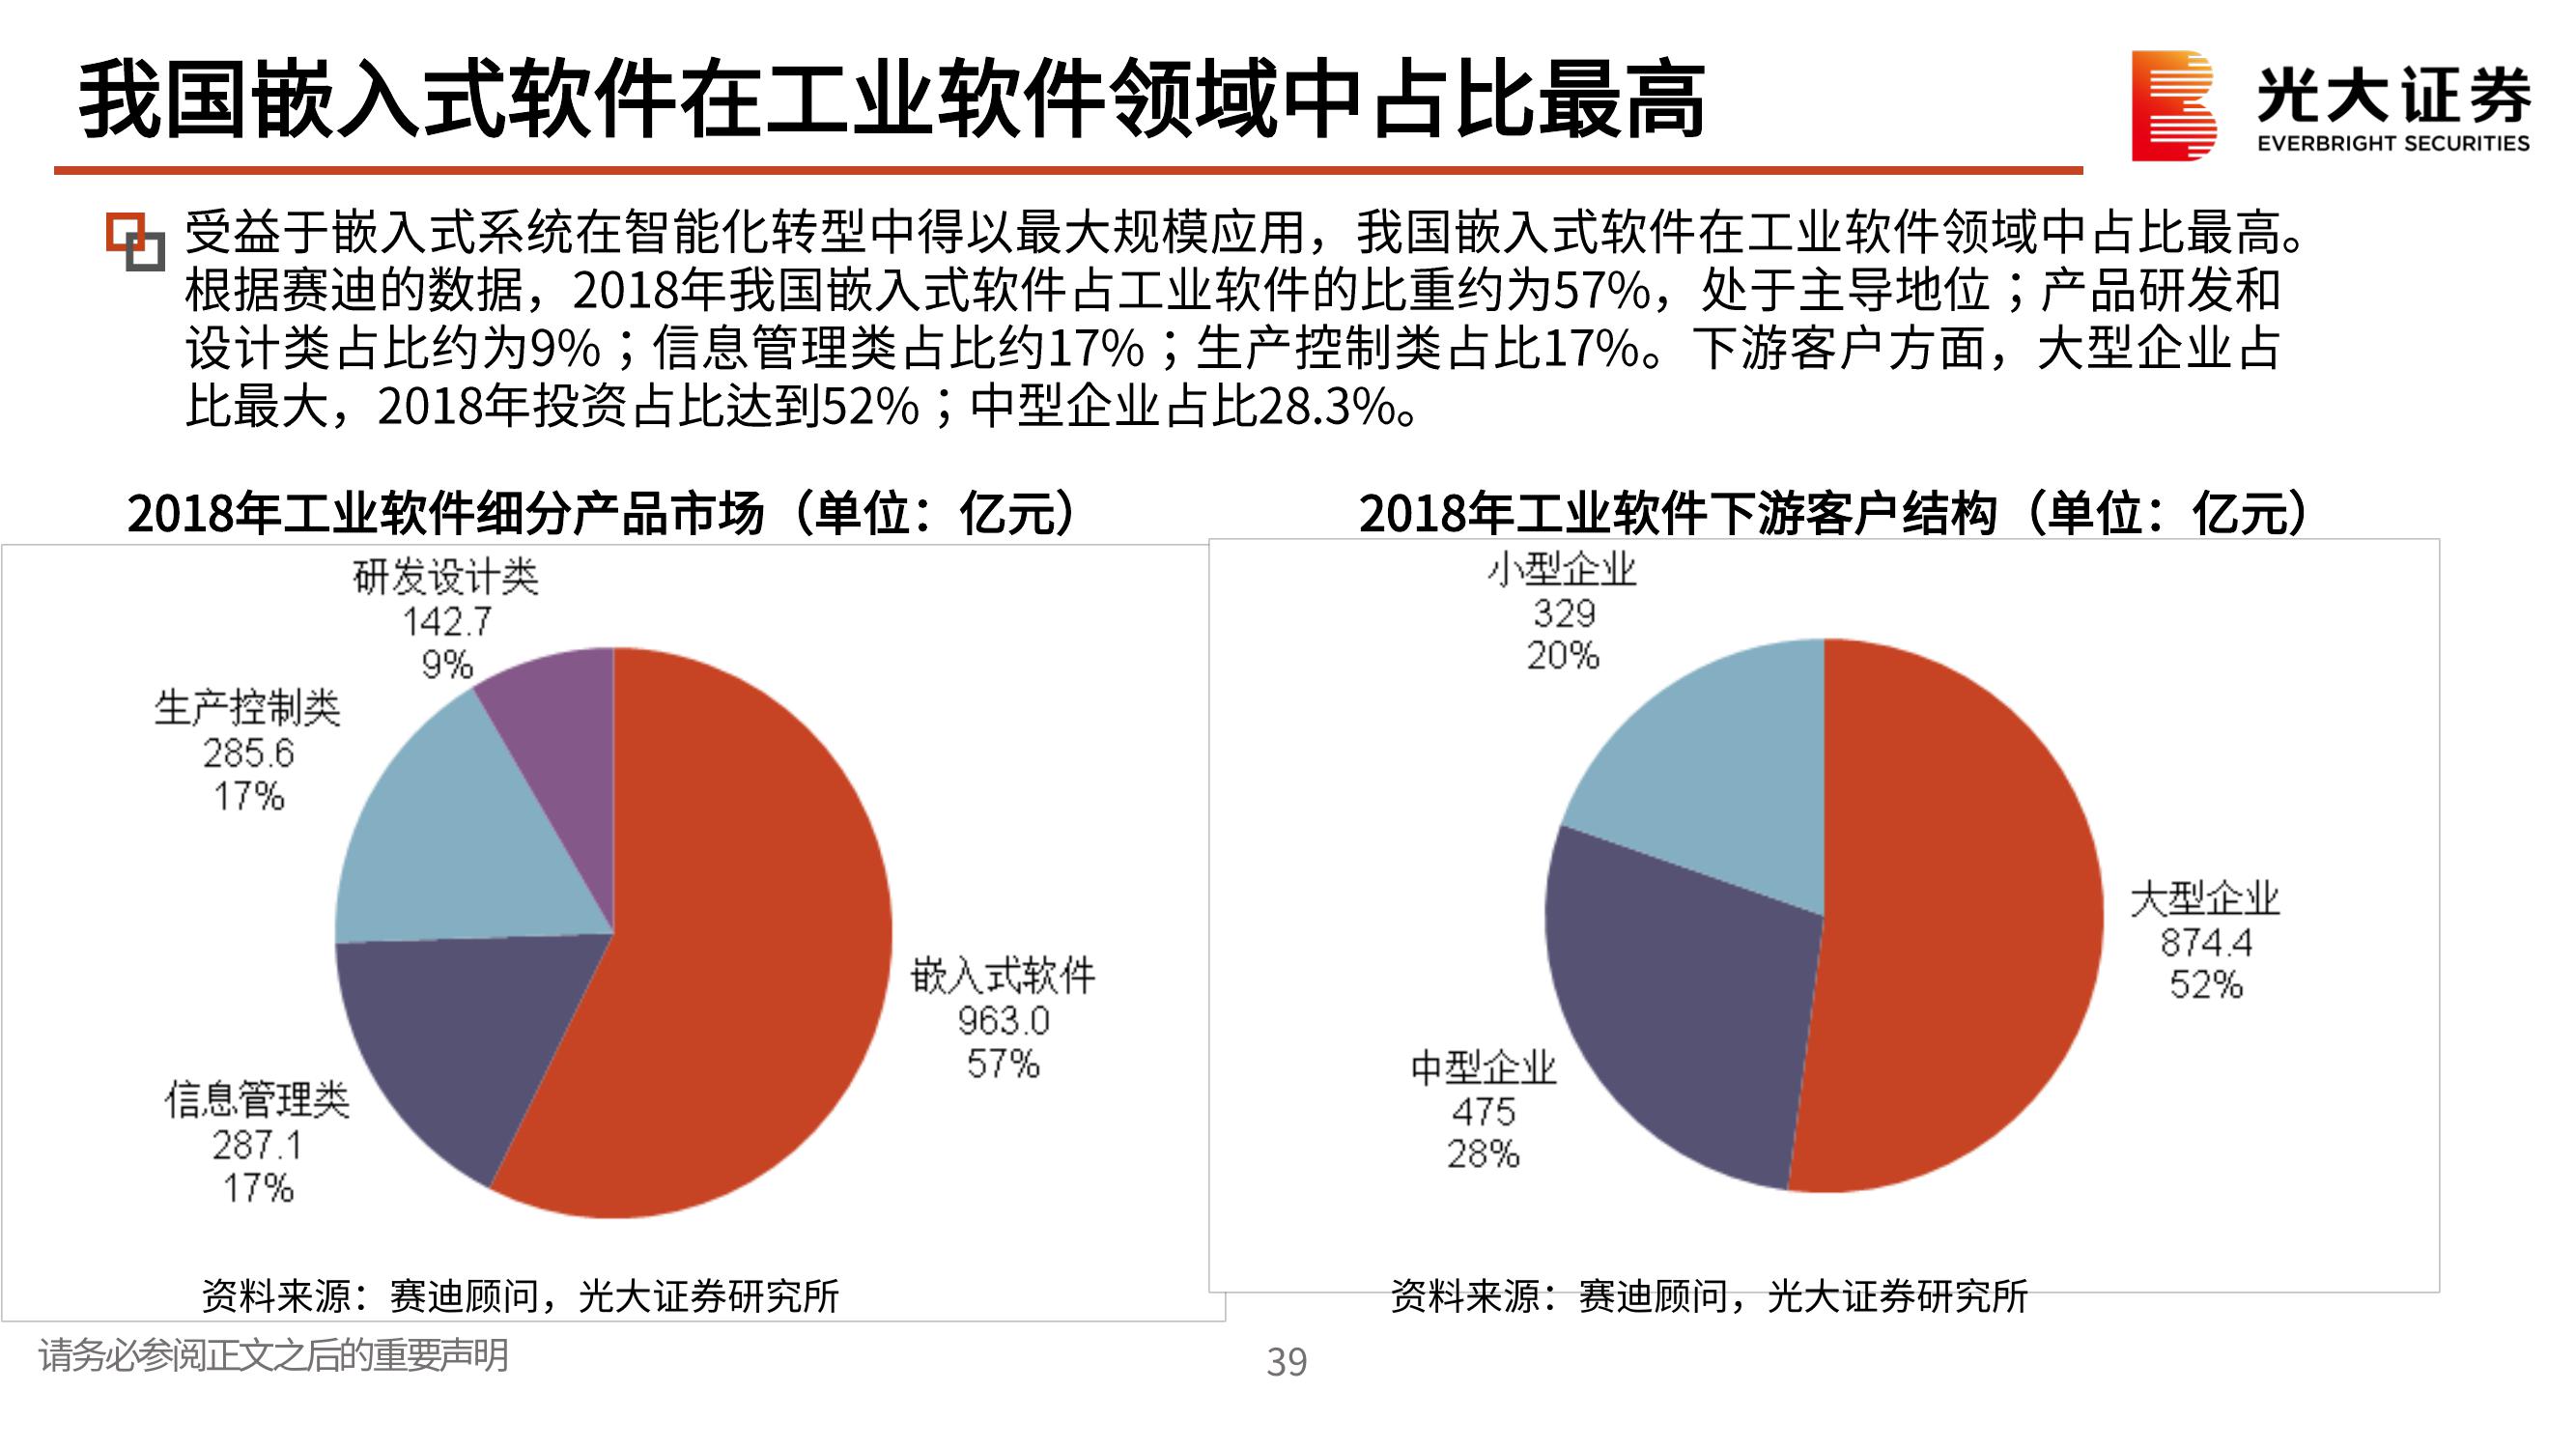 我国嵌入式软件在工业软件领域中占比最高
光大证券
EVERBRIGHT SECURITIES
受益于嵌入式系统在智能化转型中得以最大规模应用，我国嵌入式软件在工业软件领域中占比最高。
根据赛迪的数据，2018年我国嵌入式软件占工业软件的比重约为57%，处于主导地位；产品研发和
设计类占比约为9%；信息管理类占比约17%；生产控制类占比17%。下游客户方面，大型企业占
比最大，2018年投资占比达到52%；中型企业占比28.3%。
2018年工业软件细分产品市场（单位：亿元）
研发设计类
142.7
9%
生产控制类
285.6
17%
嵌入式软件
963.0
57%
信息管理类
287.1
17%
资料来源：赛迪顾问，光大证券研究所
2018年工业软件下游客户结构（单位：亿元）
小型企业
329
20%
大型企业
874.4
52%
中型企业
475
28%
资料来源：赛迪顾问，光大证券研究所
请务必参阅正文之后的重要声明
39